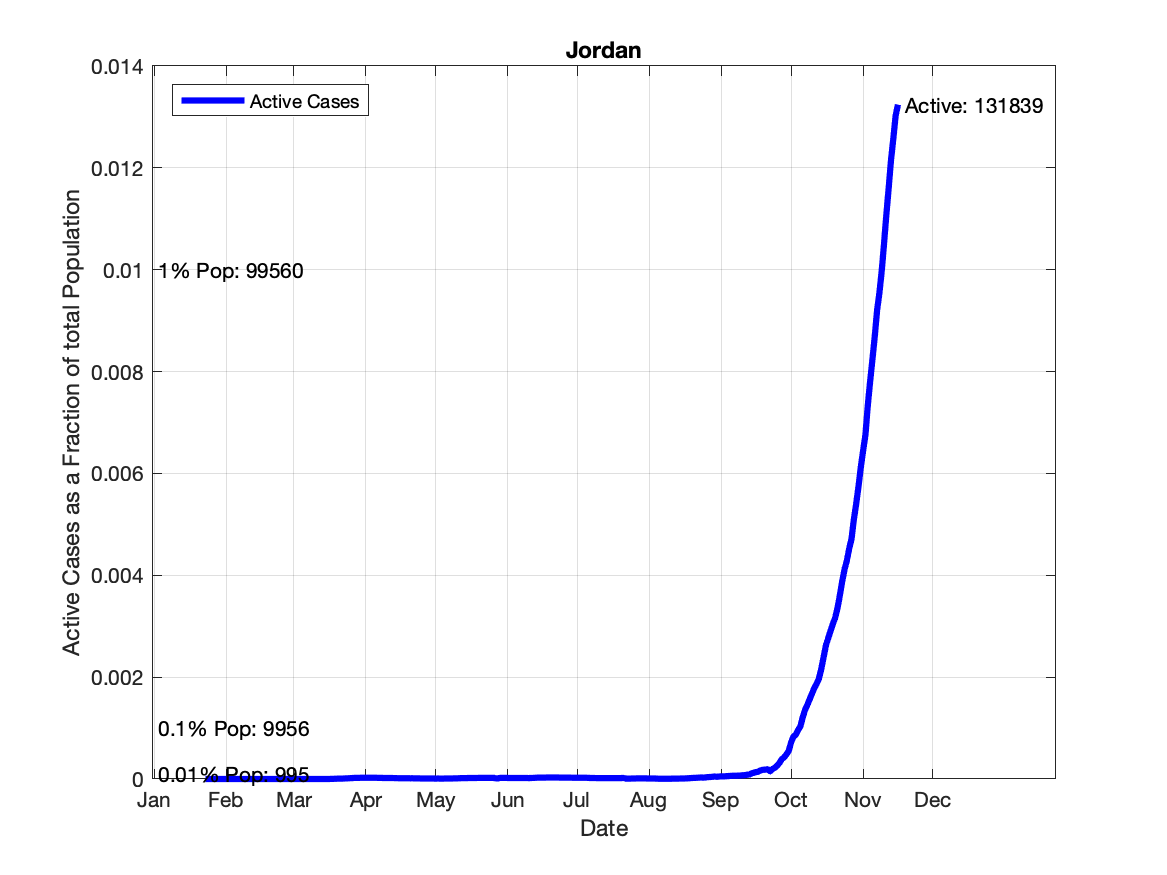 Jordan
Active Cases
Active: 131839
1% Pop: 99560
0.1% Pop: 9956
0.01% Pop: 995
0.014
0.012
0.01
0.008
0.006
0.004
0.002
0
Active Cases as a Fraction of total Population
Jan Feb Mar Apr May Jun Jul Aug Sep Oct Nov Dec
Date